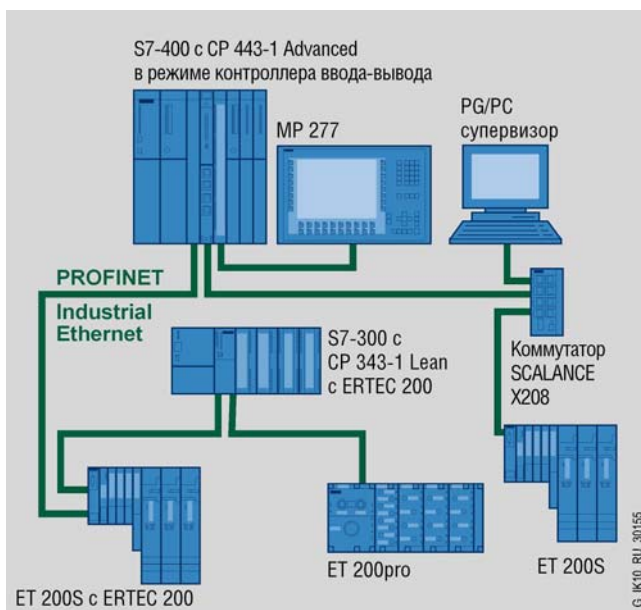 S7-400 с CP 443-1 Advanced
в режиме контроллера ввода-вывода
MP 277
PG/PC
супервизор
PROFINET
Industrial
Ethernet
S7-300 с
CP 343-1 Lean
с ERTEC 200
Коммутатор
SCALANCE
X208
ET 200S с ERTEC 200
ET 200pro
ET 200S
G_IK10_RU_30155